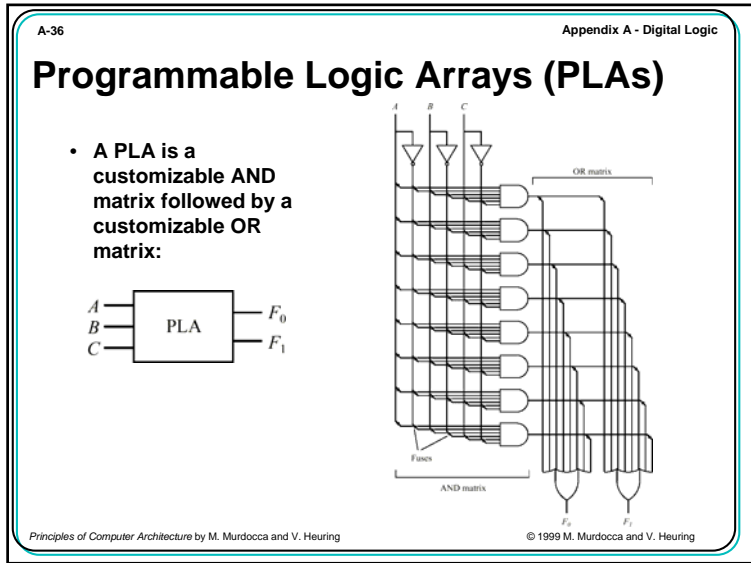 A-36
Appendix A - Digital Logic
Programmable Logic Arrays (PLAs)
• A PLA is a
customizable AND
matrix followed by a
customizable OR
matrix:
A
B
C
PLA
F0
F1
A B C
OR matrix
Fuses
AND matrix
F0 F1
Principles of Computer Architecture by M. Murdocca and V. Heuring
© 1999 M. Murdocca and V. Heuring